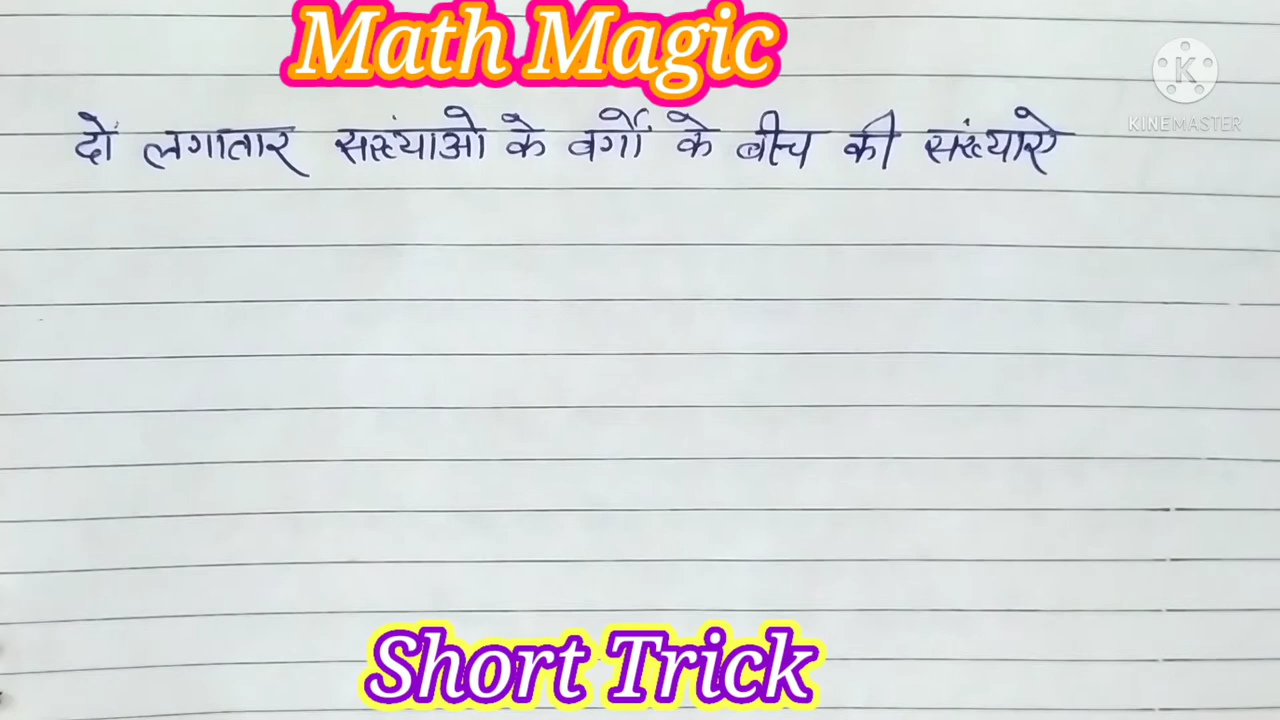 Math Magic
KINEMASTER
दो लगातार संख्याओ के वर्गो के बीच की संख्याऐ
Short Trick